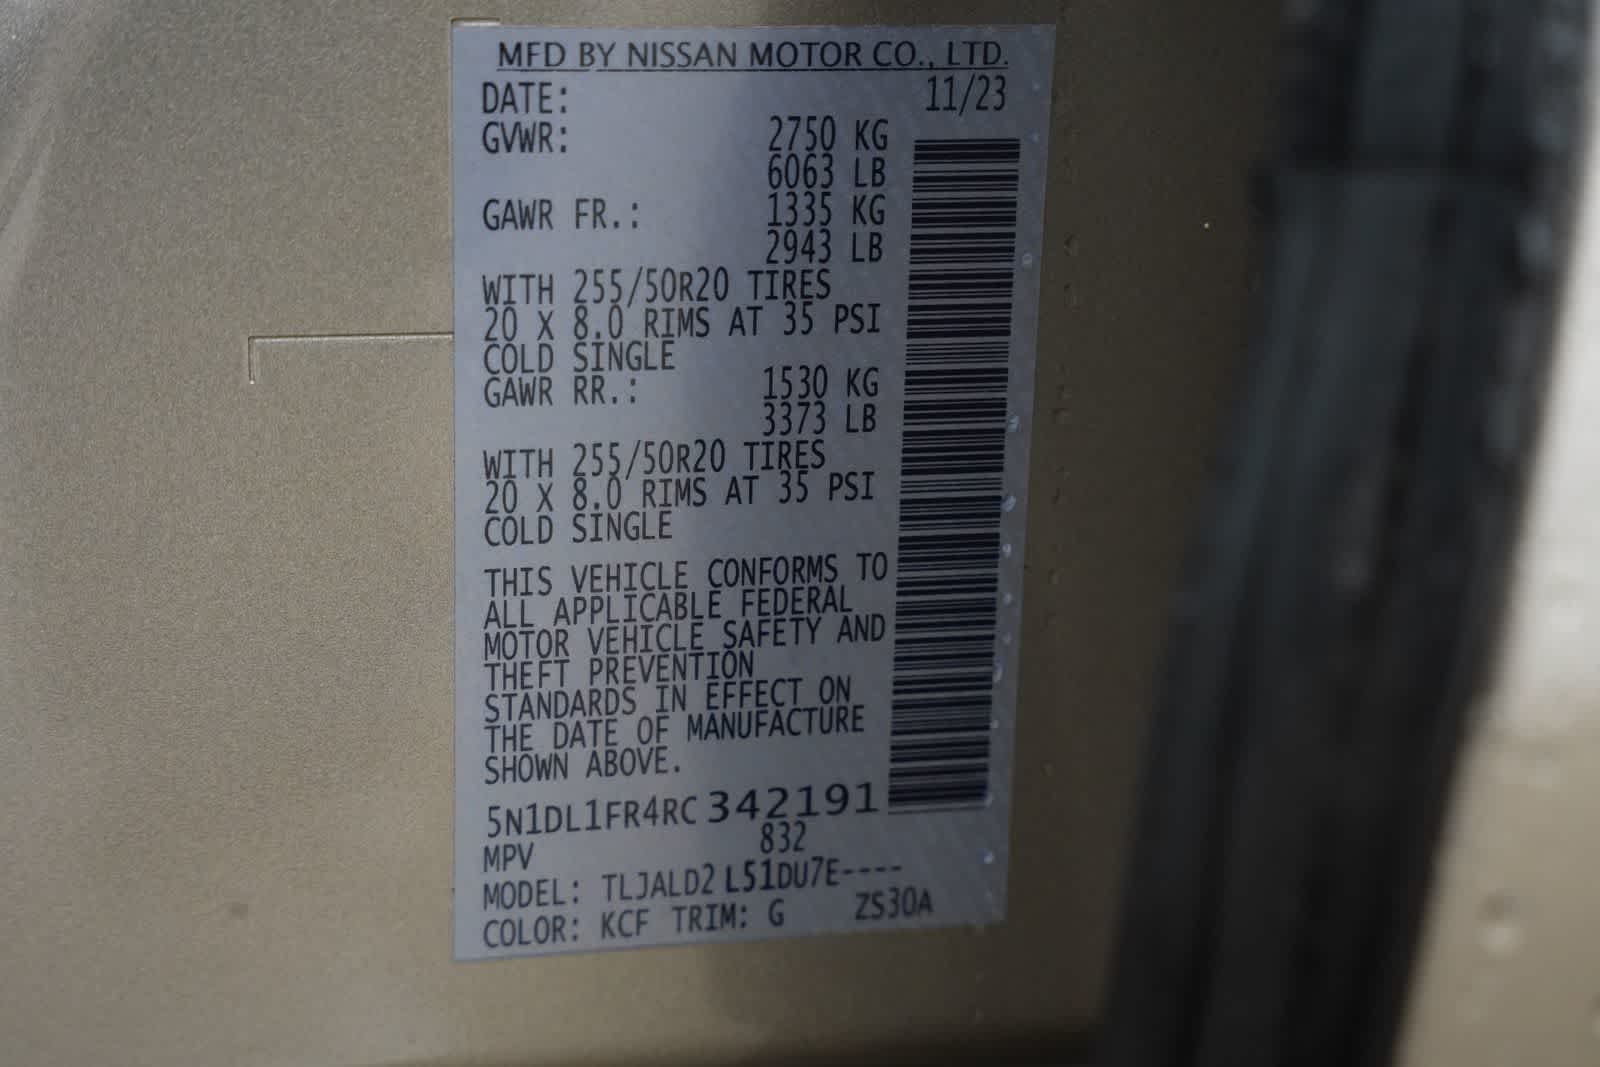 MFD BY NISSAN MOTOR CO., LTD.
DATE: 11/23
GVWR: 2750 KG
6063 LB
GAWR FR.: 1335 KG
2943 LB
WITH 255/50R20 TIRES
20 X 8.0 RIMS AT 35 PSI
COLD SINGLE
GAWR RR.: 1530 KG
3373 LB
WITH 255/50R20 TIRES
20 X 8.0 RIMS AT 35 PSI
COLD SINGLE
THIS VEHICLE CONFORMS TO
ALL APPLICABLE FEDERAL
MOTOR VEHICLE SAFETY AND
THEFT PREVENTION
STANDARDS IN EFFECT ON
THE DATE OF MANUFACTURE
SHOWN ABOVE.
5N1DL1FR4RC342191
MPV 832
MODEL: TLJALD2 L51DU7E----
COLOR: KCF TRIM: G ZS30A